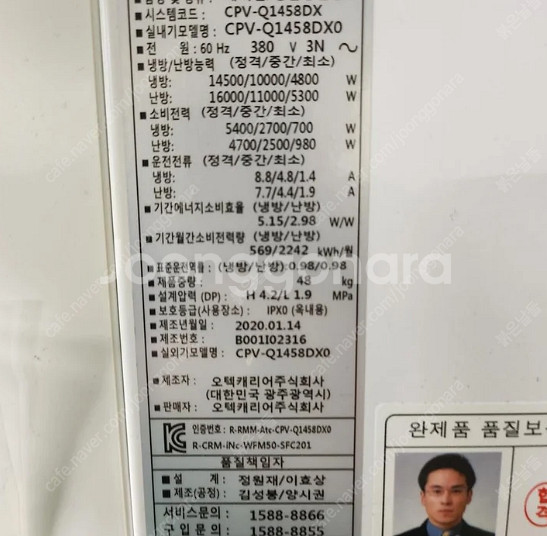 ■ 시스템코드 : CPV-Q1458DX
■ 실내기모델명 : CPV-Q1458DX0
■ 전 원 : 60 Hz 380 V 3N ~
■ 냉방/난방능력 (정격/중간/최소)
냉방: 14500/10000/4800 W
난방: 16000/11000/5300 W
■ 소비전력 (정격/중간/최소)
냉방: 5400/2700/700 W
난방: 4700/2500/980 W
■ 운전전류 (정격/중간/최소)
냉방: 8.8/4.8/1.4 A
난방: 7.7/4.4/1.9 A
■ 기간에너지소비효율 (냉방/난방)
5.15/2.98 W/W
■ 기간월간소비전력량 (냉방/난방)
569/2242 kWh/월
■ 표준운전역률 : (냉방/난방):0.98/0.98
■ 제품중량 : 48 kg
■ 설계압력 (DP) : H 4.2/L 1.9 MPa
■ 보호등급(사용장소) : IPX0 (옥내용)
■ 제조년월일 : 2020.01.14
■ 제조번호 : B001I02316
■ 실외기모델명 : CPV-Q1458DX0
■ 제조자 : 오텍캐리어주식회사
(대한민국 광주광역시)
■ 판매자 : 오텍캐리어주식회사
인증번호 : R-RMM-Atc-CPV-Q1458DX0
R-CRM-iNc-WFM50-SFC201
품질책임자
■ 설 계 : 정원재/이효상
■ 제조(공정) : 김성봉/양시권
서비스문의 : 1588-8866
구 입 문 의 : 1588-8855
완제품 품질보
합
격
joonggonara
cafe.naver.com/joonggonara